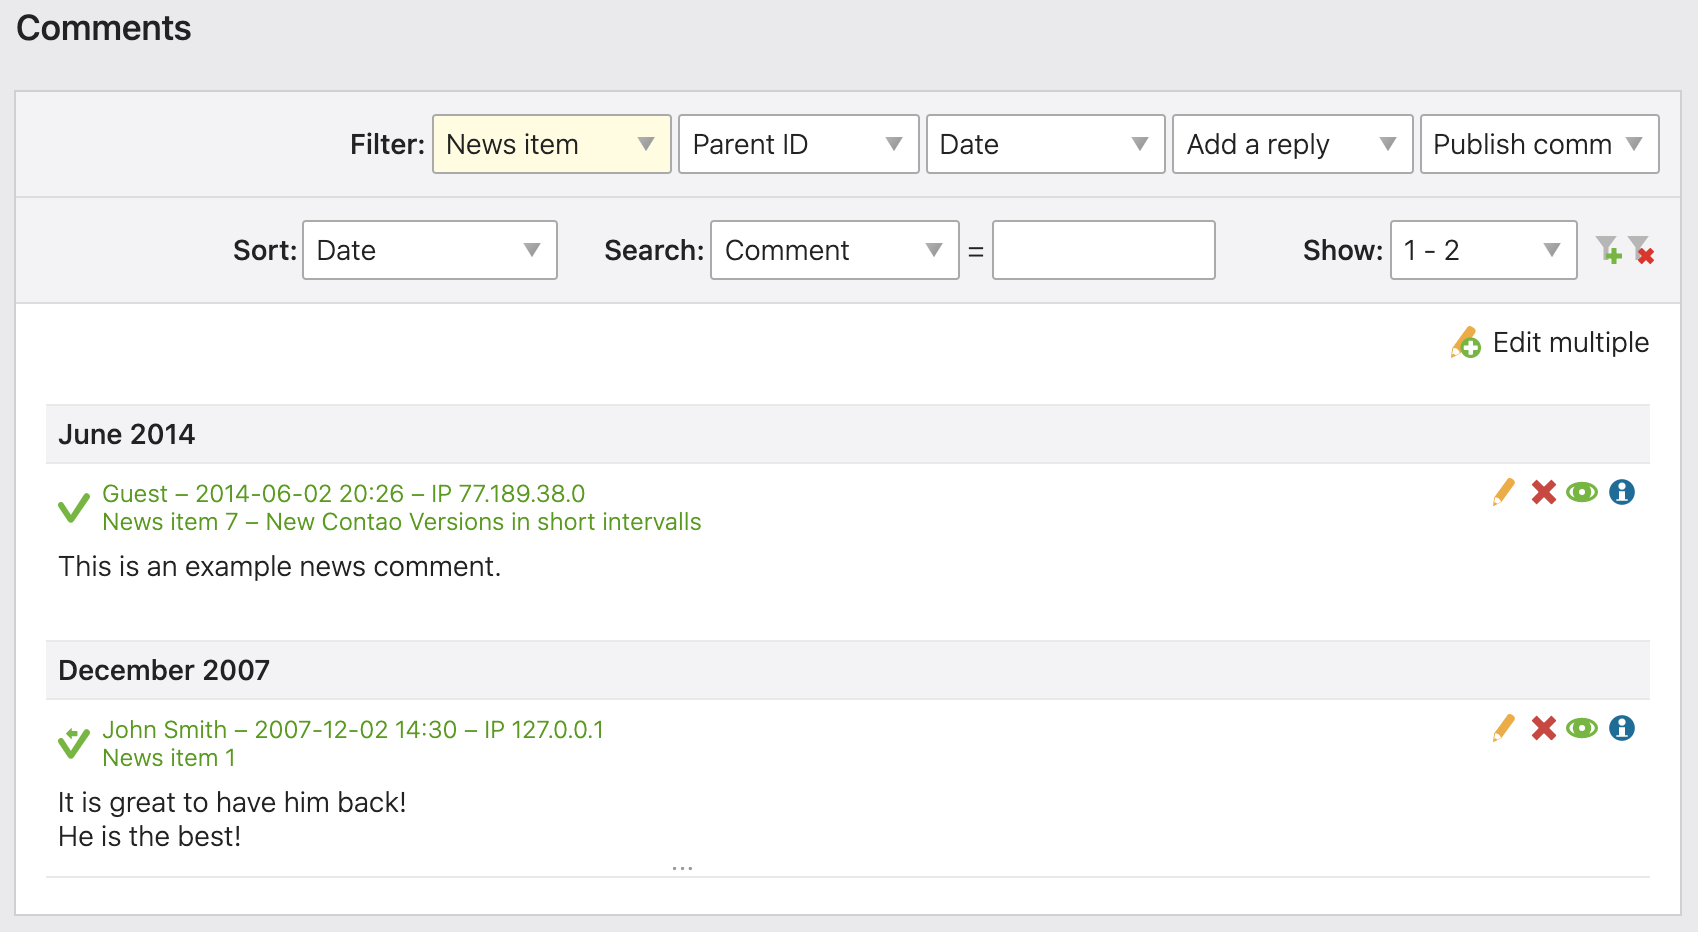 Comments
Filter: News item Parent ID Date Add a reply Publish comm
Sort: Date Search: Comment = Show: 1 - 2
Edit multiple
June 2014
Guest – 2014-06-02 20:26 – IP 77.189.38.0
News item 7 – New Contao Versions in short intervalls
This is an example news comment.
December 2007
John Smith – 2007-12-02 14:30 – IP 127.0.0.1
News item 1
It is great to have him back!
He is the best!
...